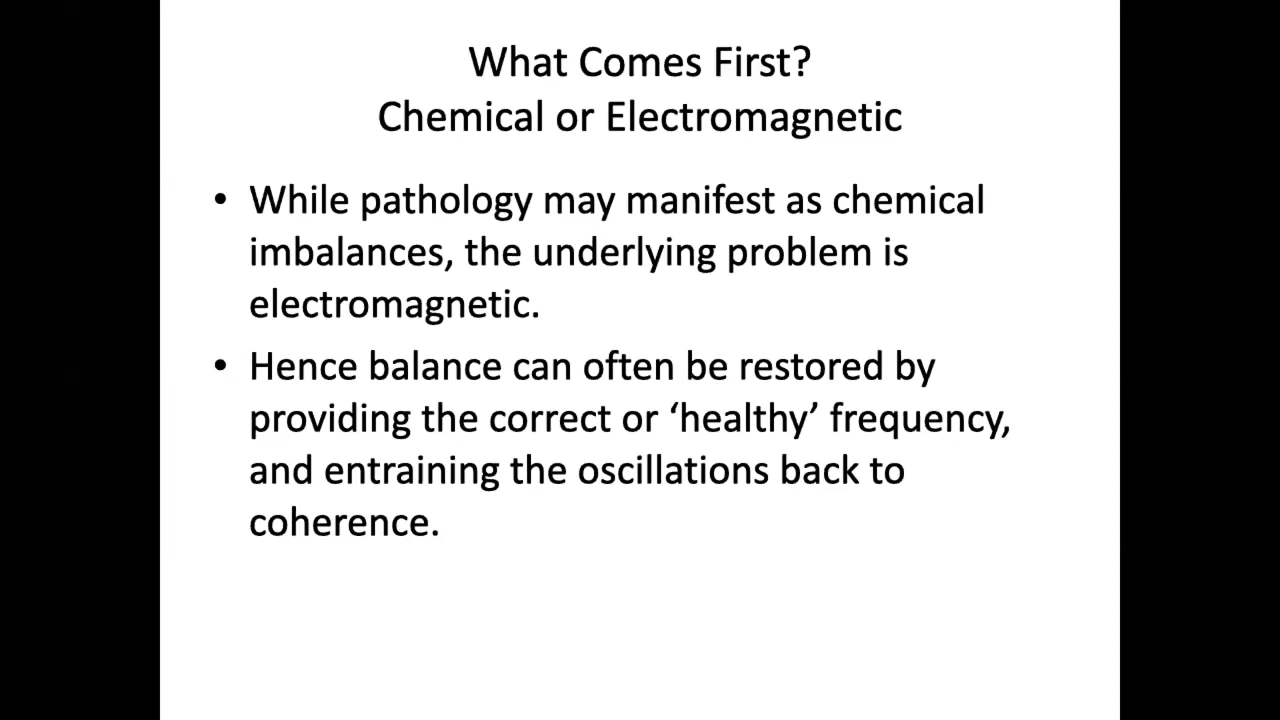 What Comes First?
Chemical or Electromagnetic
• While pathology may manifest as chemical
imbalances, the underlying problem is
electromagnetic.
• Hence balance can often be restored by
providing the correct or ‘healthy’ frequency,
and entraining the oscillations back to
coherence.